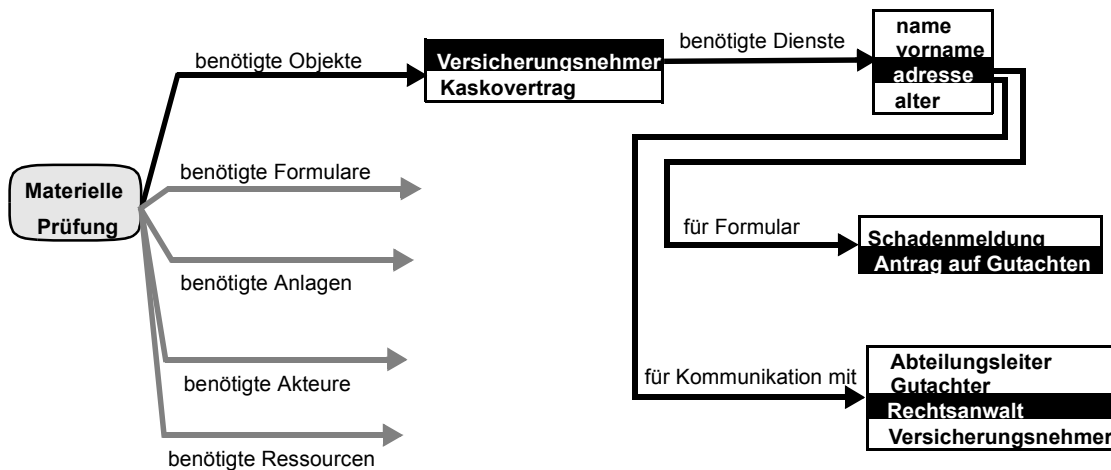 benötigte Objekte
Versicherungsnehmer
Kaskovertrag
benötigte Dienste
name
vorname
adresse
alter
Materielle
Prüfung
benötigte Formulare
benötigte Anlagen
benötigte Akteure
benötigte Ressourcen
für Formular
Schadenmeldung
Antrag auf Gutachten
für Kommunikation mit
Abteilungsleiter
Gutachter
Rechtsanwalt
Versicherungsnehmer